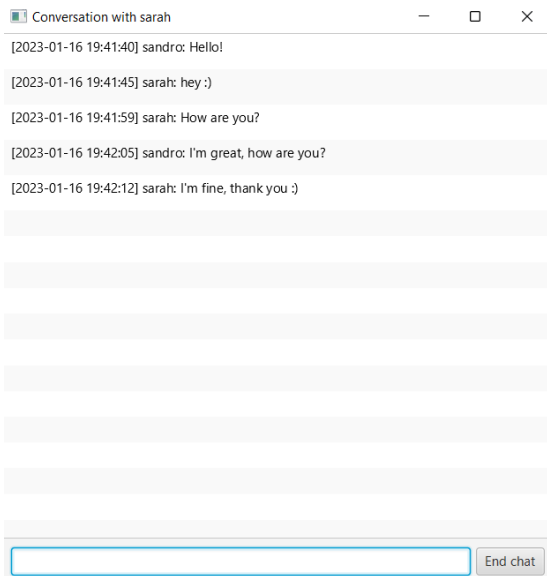 Conversation with sarah
[2023-01-16 19:41:40] sandro: Hello!
[2023-01-16 19:41:45] sarah: hey :)
[2023-01-16 19:41:59] sarah: How are you?
[2023-01-16 19:42:05] sandro: I'm great, how are you?
[2023-01-16 19:42:12] sarah: I'm fine, thank you :)
End chat